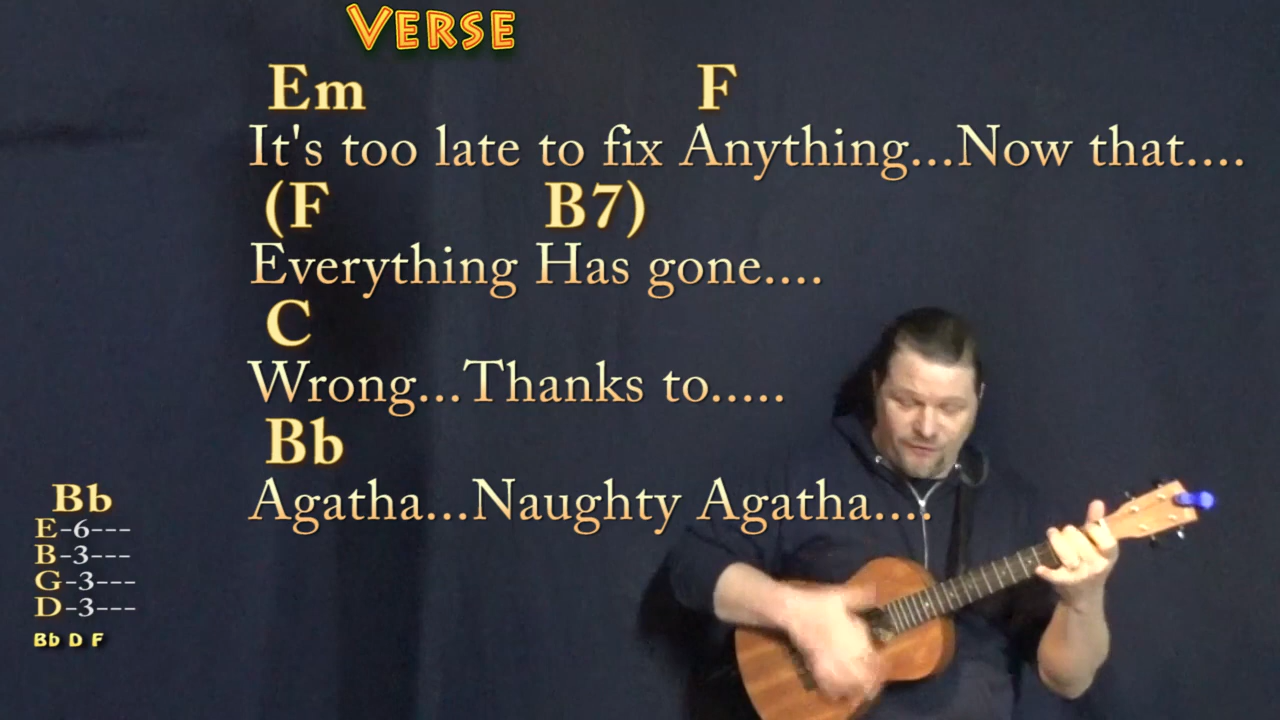 VERSE
Em F
It's too late to fix Anything...Now that....
(F B7)
Everything Has gone....
C
Wrong...Thanks to.....
Bb
Agatha...Naughty Agatha....
Bb
E-6---
B-3---
G-3---
D-3---
Bb D F